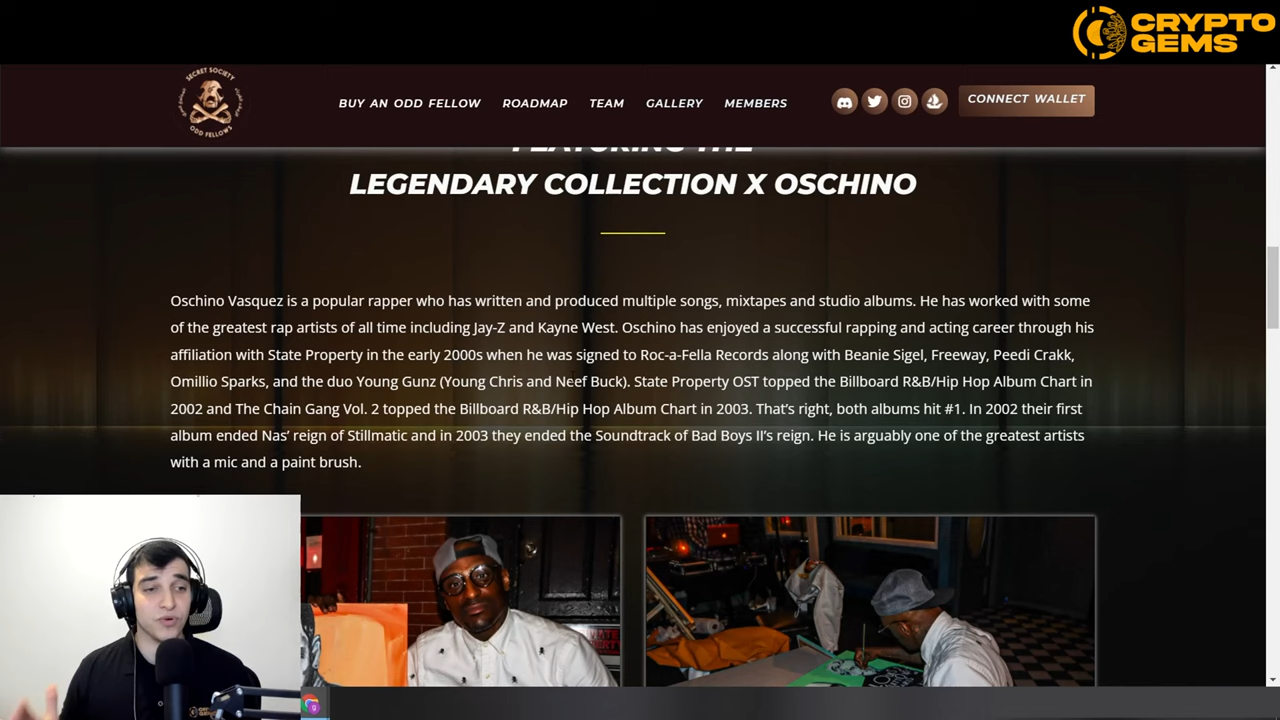 CRYPTO
GEMS
SECRET SOCIETY
ODD FELLOWS
BUY AN ODD FELLOW
ROADMAP
TEAM
GALLERY
MEMBERS
CONNECT WALLET
FEATURING THE
LEGENDARY COLLECTION X OSCHINO
Oschino Vasquez is a popular rapper who has written and produced multiple songs, mixtapes and studio albums. He has worked with some
of the greatest rap artists of all time including Jay-Z and Kayne West. Oschino has enjoyed a successful rapping and acting career through his
affiliation with State Property in the early 2000s when he was signed to Roc-a-Fella Records along with Beanie Sigel, Freeway, Peedi Crakk,
Omillio Sparks, and the duo Young Gunz (Young Chris and Neef Buck). State Property OST topped the Billboard R&B/Hip Hop Album Chart in
2002 and The Chain Gang Vol. 2 topped the Billboard R&B/Hip Hop Album Chart in 2003. That's right, both albums hit #1. In 2002 their first
album ended Nas' reign of Stillmatic and in 2003 they ended the Soundtrack of Bad Boys II's reign. He is arguably one of the greatest artists
with a mic and a paint brush.